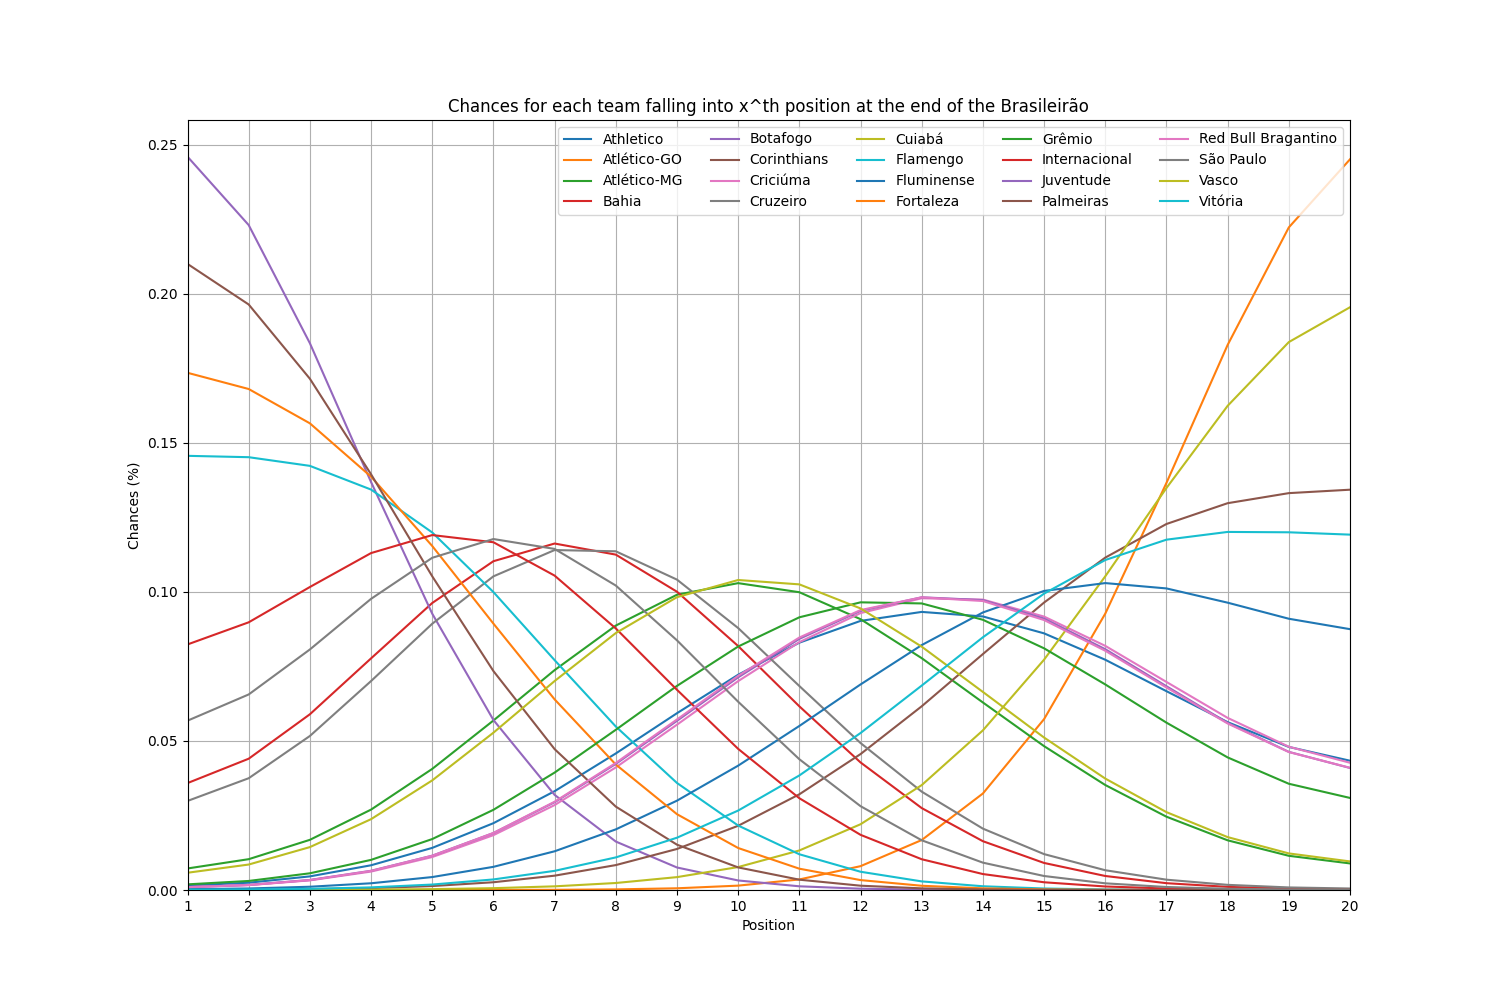 Chances for each team falling into x^th position at the end of the Brasileirão
Athletico
Atlético-GO
Atlético-MG
Bahia
Botafogo
Corinthians
Criciúma
Cruzeiro
Cuiabá
Flamengo
Fluminense
Fortaleza
Grêmio
Internacional
Juventude
Palmeiras
Red Bull Bragantino
São Paulo
Vasco
Vitória
Chances (%)
0.25
0.20
0.15
0.10
0.05
0.00
1 2 3 4 5 6 7 8 9 10 11 12 13 14 15 16 17 18 19 20
Position